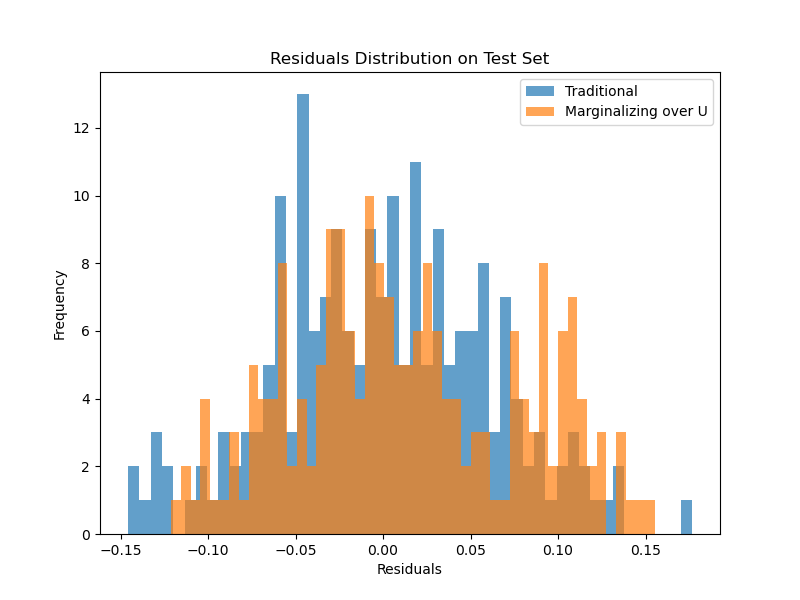 Residuals Distribution on Test Set
Traditional
Marginalizing over U
Frequency
12
10
8
6
4
2
0
−0.15 −0.10 −0.05 0.00 0.05 0.10 0.15
Residuals